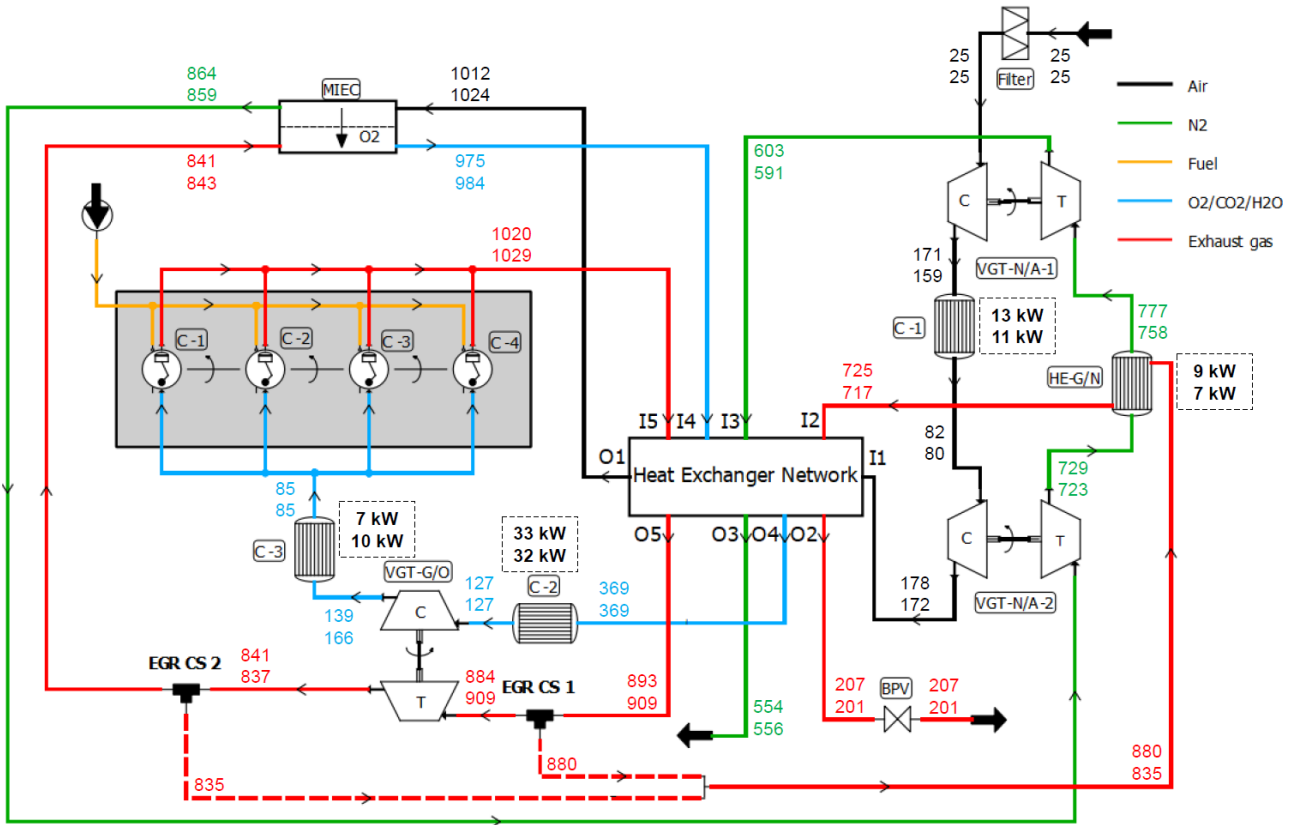 25
25
25
25
Filter
Air
N2
Fuel
O2/CO2/H2O
Exhaust gas
864
859
MIEC
O2
1012
1024
841
843
975
984
603
591
C
T
VGT-N/A-1
1020
1029
171
159
C-1
13 kW
11 kW
777
758
HE-G/N
9 kW
7 kW
C-1
C-2
C-3
C-4
725
717
82
80
I5
I4
I3
I2
I1
O1
Heat Exchanger Network
O5
O3
O4
O2
729
723
C
T
VGT-N/A-2
178
172
85
85
C-3
7 kW
10 kW
33 kW
32 kW
C-2
VGT-G/O
C
T
139
166
127
127
369
369
EGR CS 2
841
837
884
909
EGR CS 1
893
909
207
201
BPV
207
201
554
556
835
880
880
835